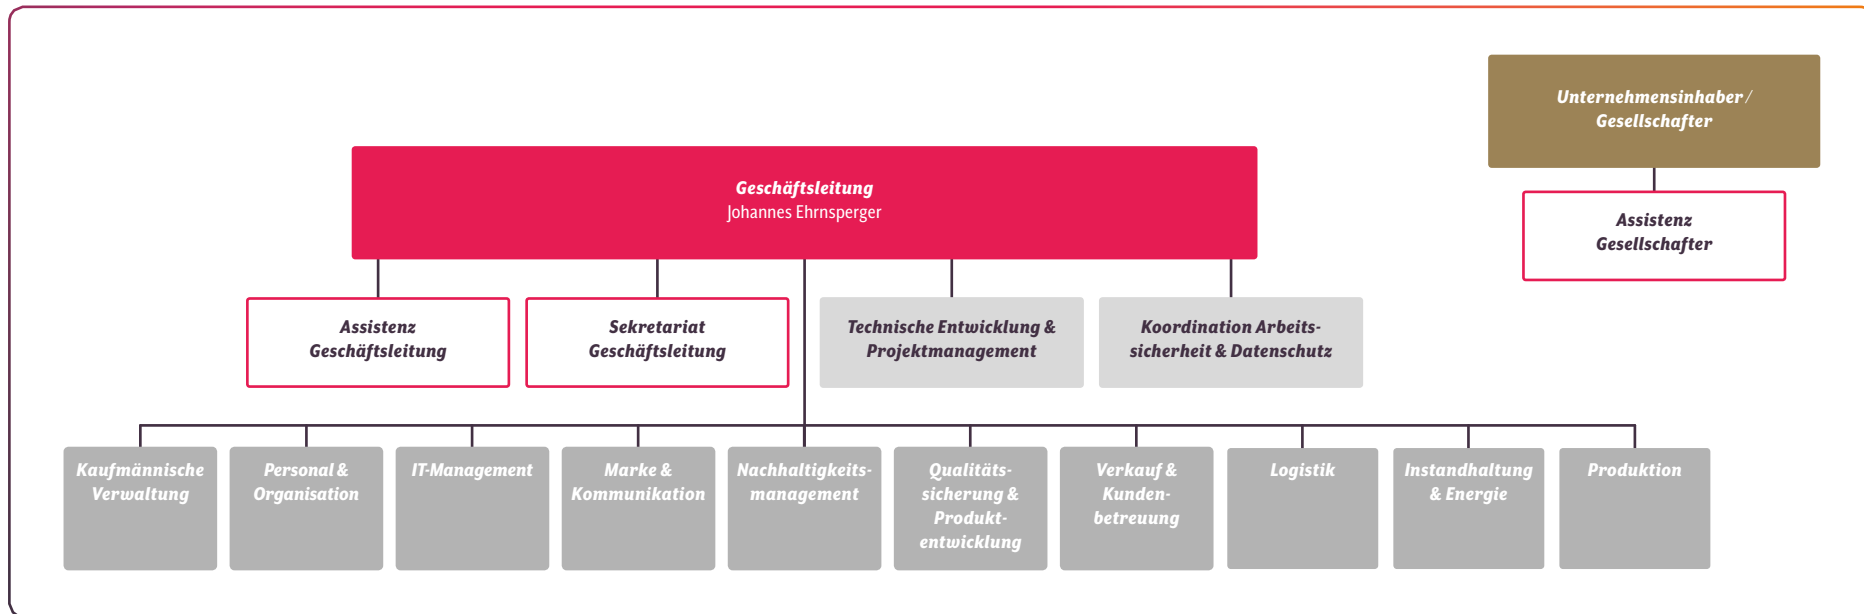 Unternehmensinhaber /
Gesellschafter
Assistenz
Gesellschafter
Geschäftsleitung
Johannes Ehrnsperger
Assistenz
Geschäftsleitung
Sekretariat
Geschäftsleitung
Technische Entwicklung &
Projektmanagement
Koordination Arbeits-
sicherheit & Datenschutz
Kaufmännische
Verwaltung
Personal &
Organisation
IT-Management
Marke &
Kommunikation
Nachhaltigkeits-
management
Qualitäts-
sicherung &
Produkt-
entwicklung
Verkauf &
Kunden-
betreuung
Logistik
Instandhaltung
& Energie
Produktion